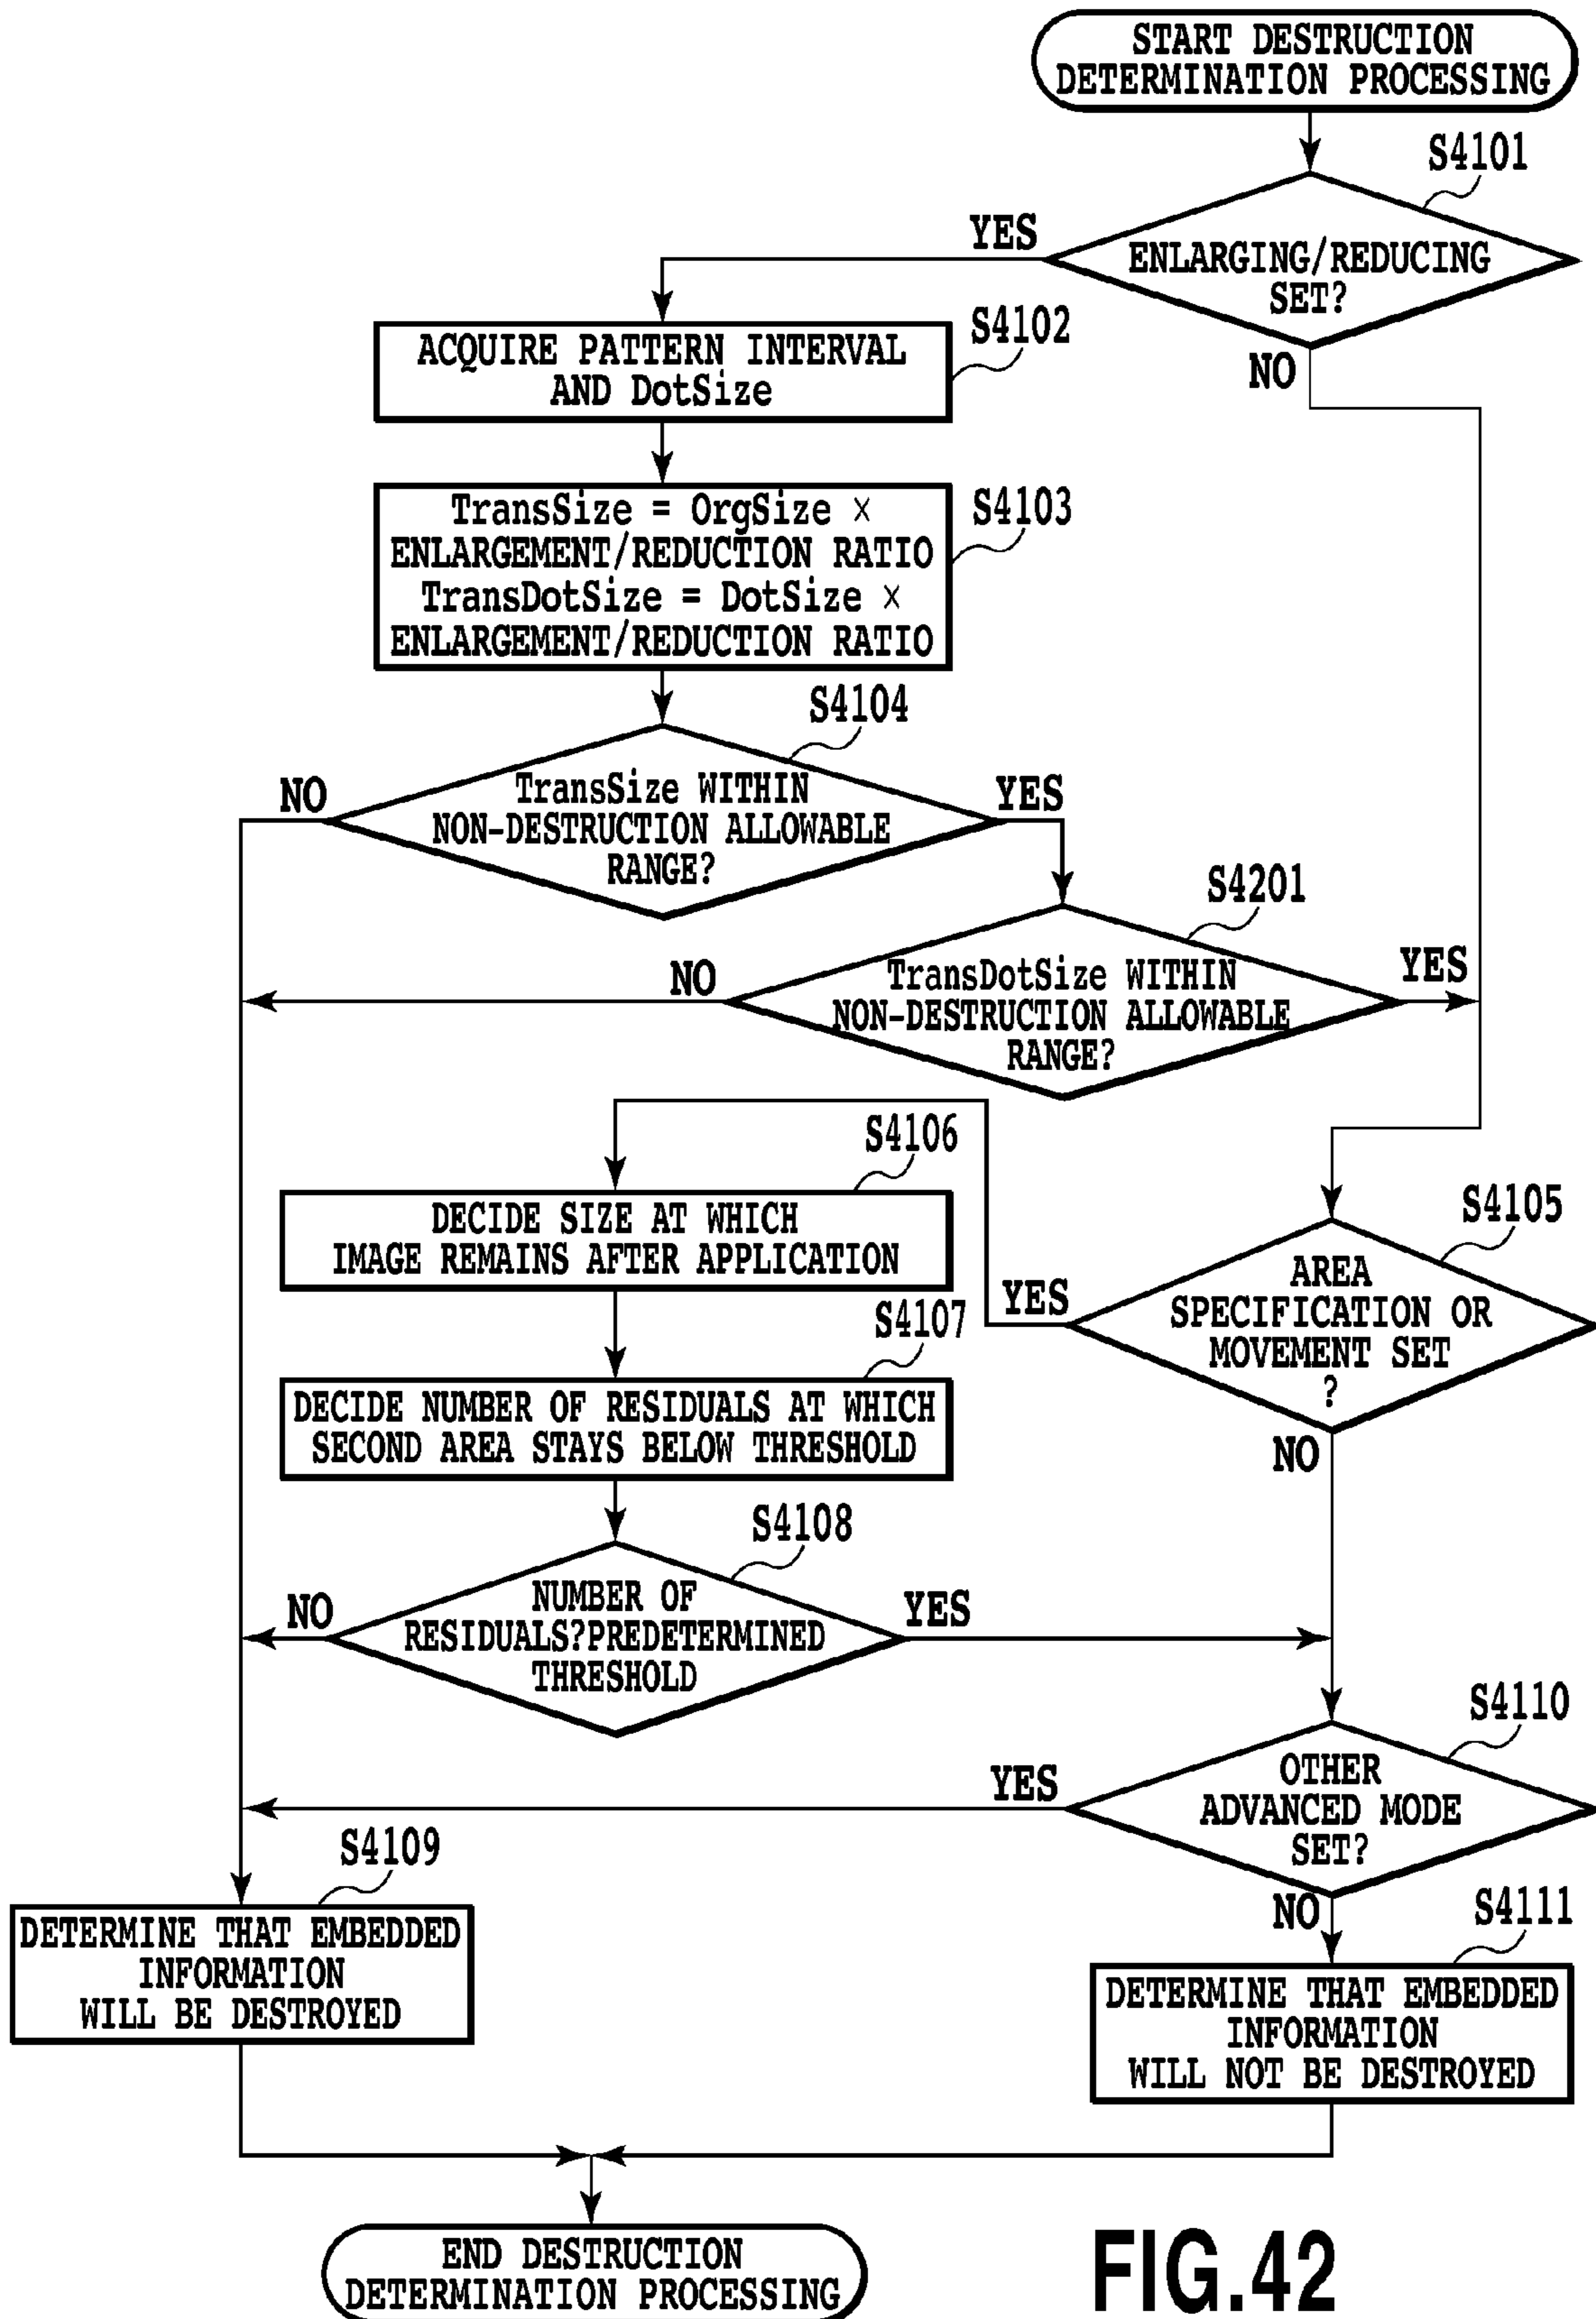 START DESTRUCTION
DETERMINATION PROCESSING
S4101
ENLARGING/REDUCING
SET?
YES
NO
S4102
ACQUIRE PATTERN INTERVAL
AND DotSize
S4103
TransSize = OrgSize ×
ENLARGEMENT/REDUCTION RATIO
TransDotSize = DotSize ×
ENLARGEMENT/REDUCTION RATIO
S4104
TransSize WITHIN
NON-DESTRUCTION ALLOWABLE
RANGE?
NO
YES
S4201
TransDotSize WITHIN
NON-DESTRUCTION ALLOWABLE
RANGE?
NO
YES
S4106
DECIDE SIZE AT WHICH
IMAGE REMAINS AFTER APPLICATION
S4105
AREA
SPECIFICATION OR
MOVEMENT SET
?
YES
NO
S4107
DECIDE NUMBER OF RESIDUALS AT WHICH
SECOND AREA STAYS BELOW THRESHOLD
S4108
NUMBER OF
RESIDUALS?PREDETERMINED
THRESHOLD
NO
YES
S4110
OTHER
ADVANCED MODE
SET?
YES
NO
S4109
DETERMINE THAT EMBEDDED
INFORMATION
WILL BE DESTROYED
S4111
DETERMINE THAT EMBEDDED
INFORMATION
WILL NOT BE DESTROYED
END DESTRUCTION
DETERMINATION PROCESSING
FIG.42